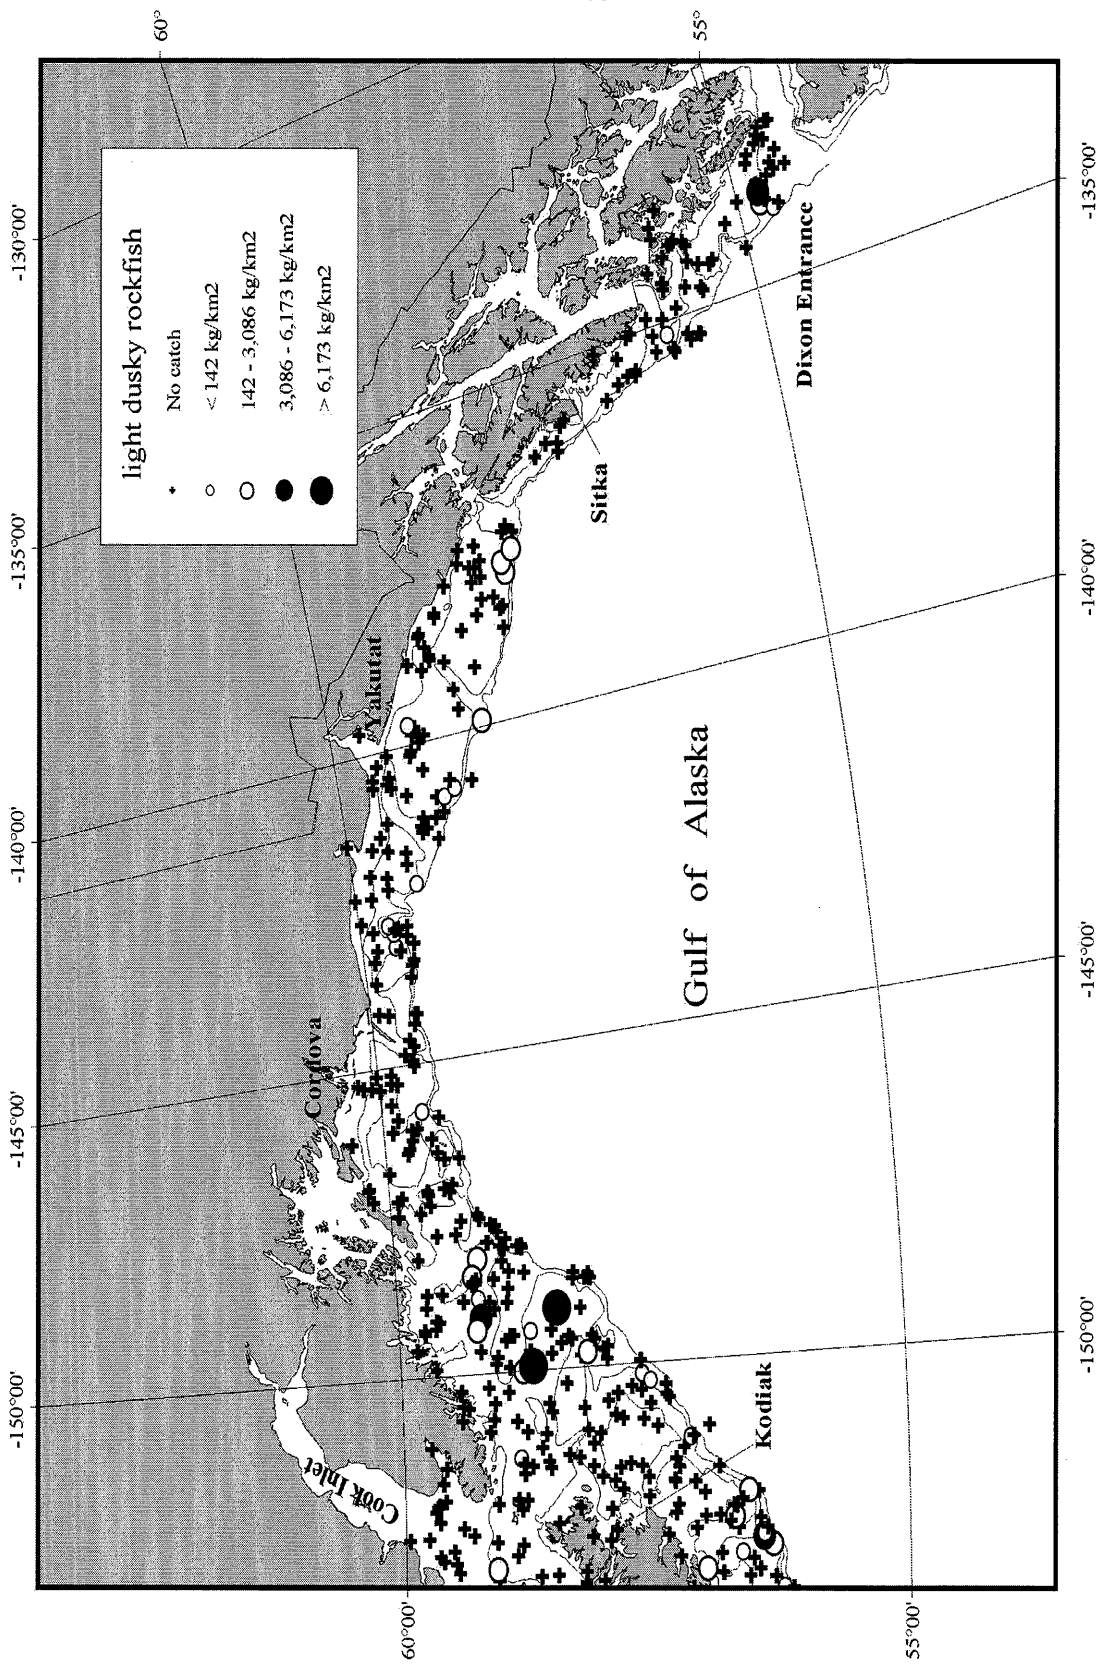 -150°00'
-145°00'
-140°00'
-135°00'
-130°00'
60°
55°
light dusky rockfish
No catch
< 142 kg/km2
142 - 3,086 kg/km2
3,086 - 6,173 kg/km2
> 6,173 kg/km2
Cook Inlet
Cordova
Yakutat
Sitka
Dixon Entrance
Kodiak
Gulf of Alaska
60°00'
55°00'
-150°00'
-145°00'
-140°00'
-135°00'